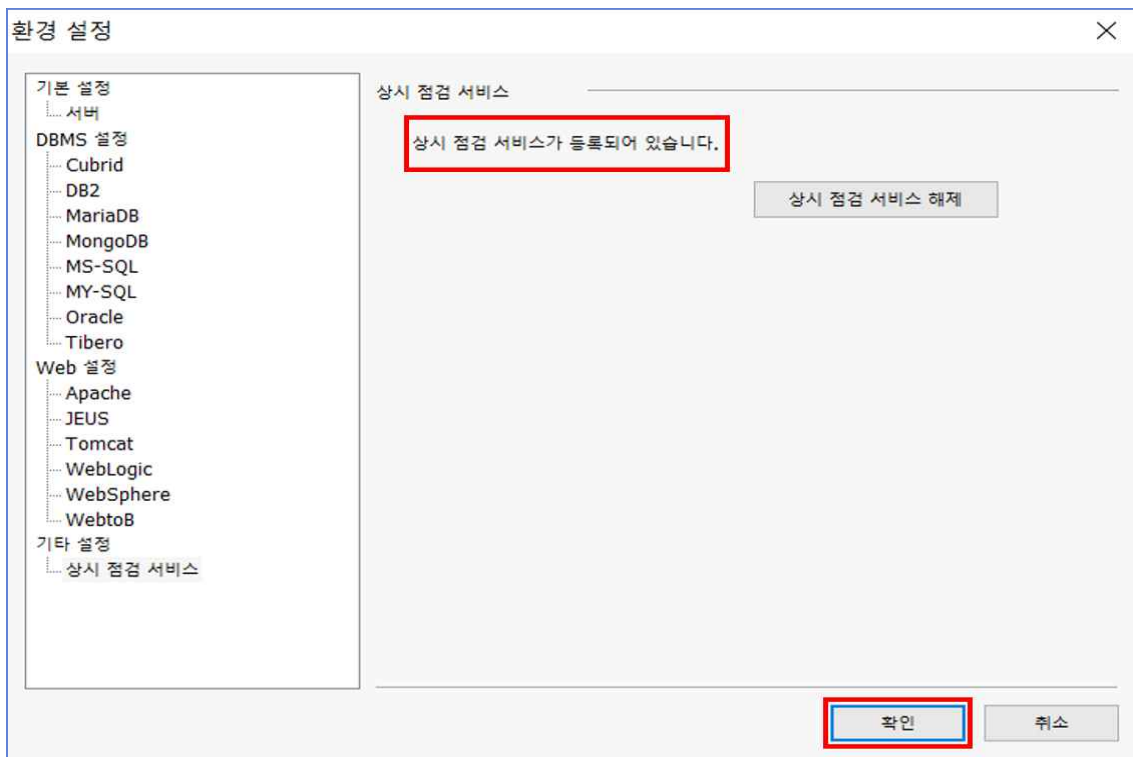 환경 설정
기본 설정
서버
DBMS 설정
Cubrid
DB2
MariaDB
MongoDB
MS-SQL
MY-SQL
Oracle
Tibero
Web 설정
Apache
JEUS
Tomcat
WebLogic
WebSphere
WebtoB
기타 설정
상시 점검 서비스
상시 점검 서비스
상시 점검 서비스가 등록되어 있습니다.
상시 점검 서비스 해제
확인
취소